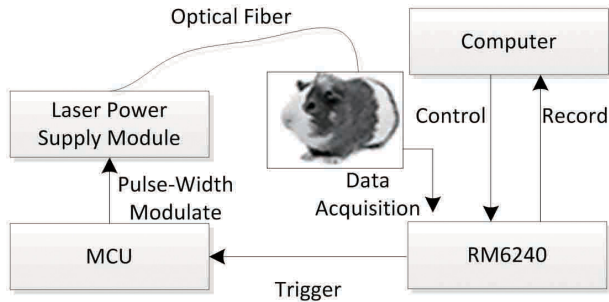 Optical Fiber
Computer
Laser Power
Supply Module
Control
Record
Pulse-Width
Modulate
Data
Acquisition
MCU
RM6240
Trigger